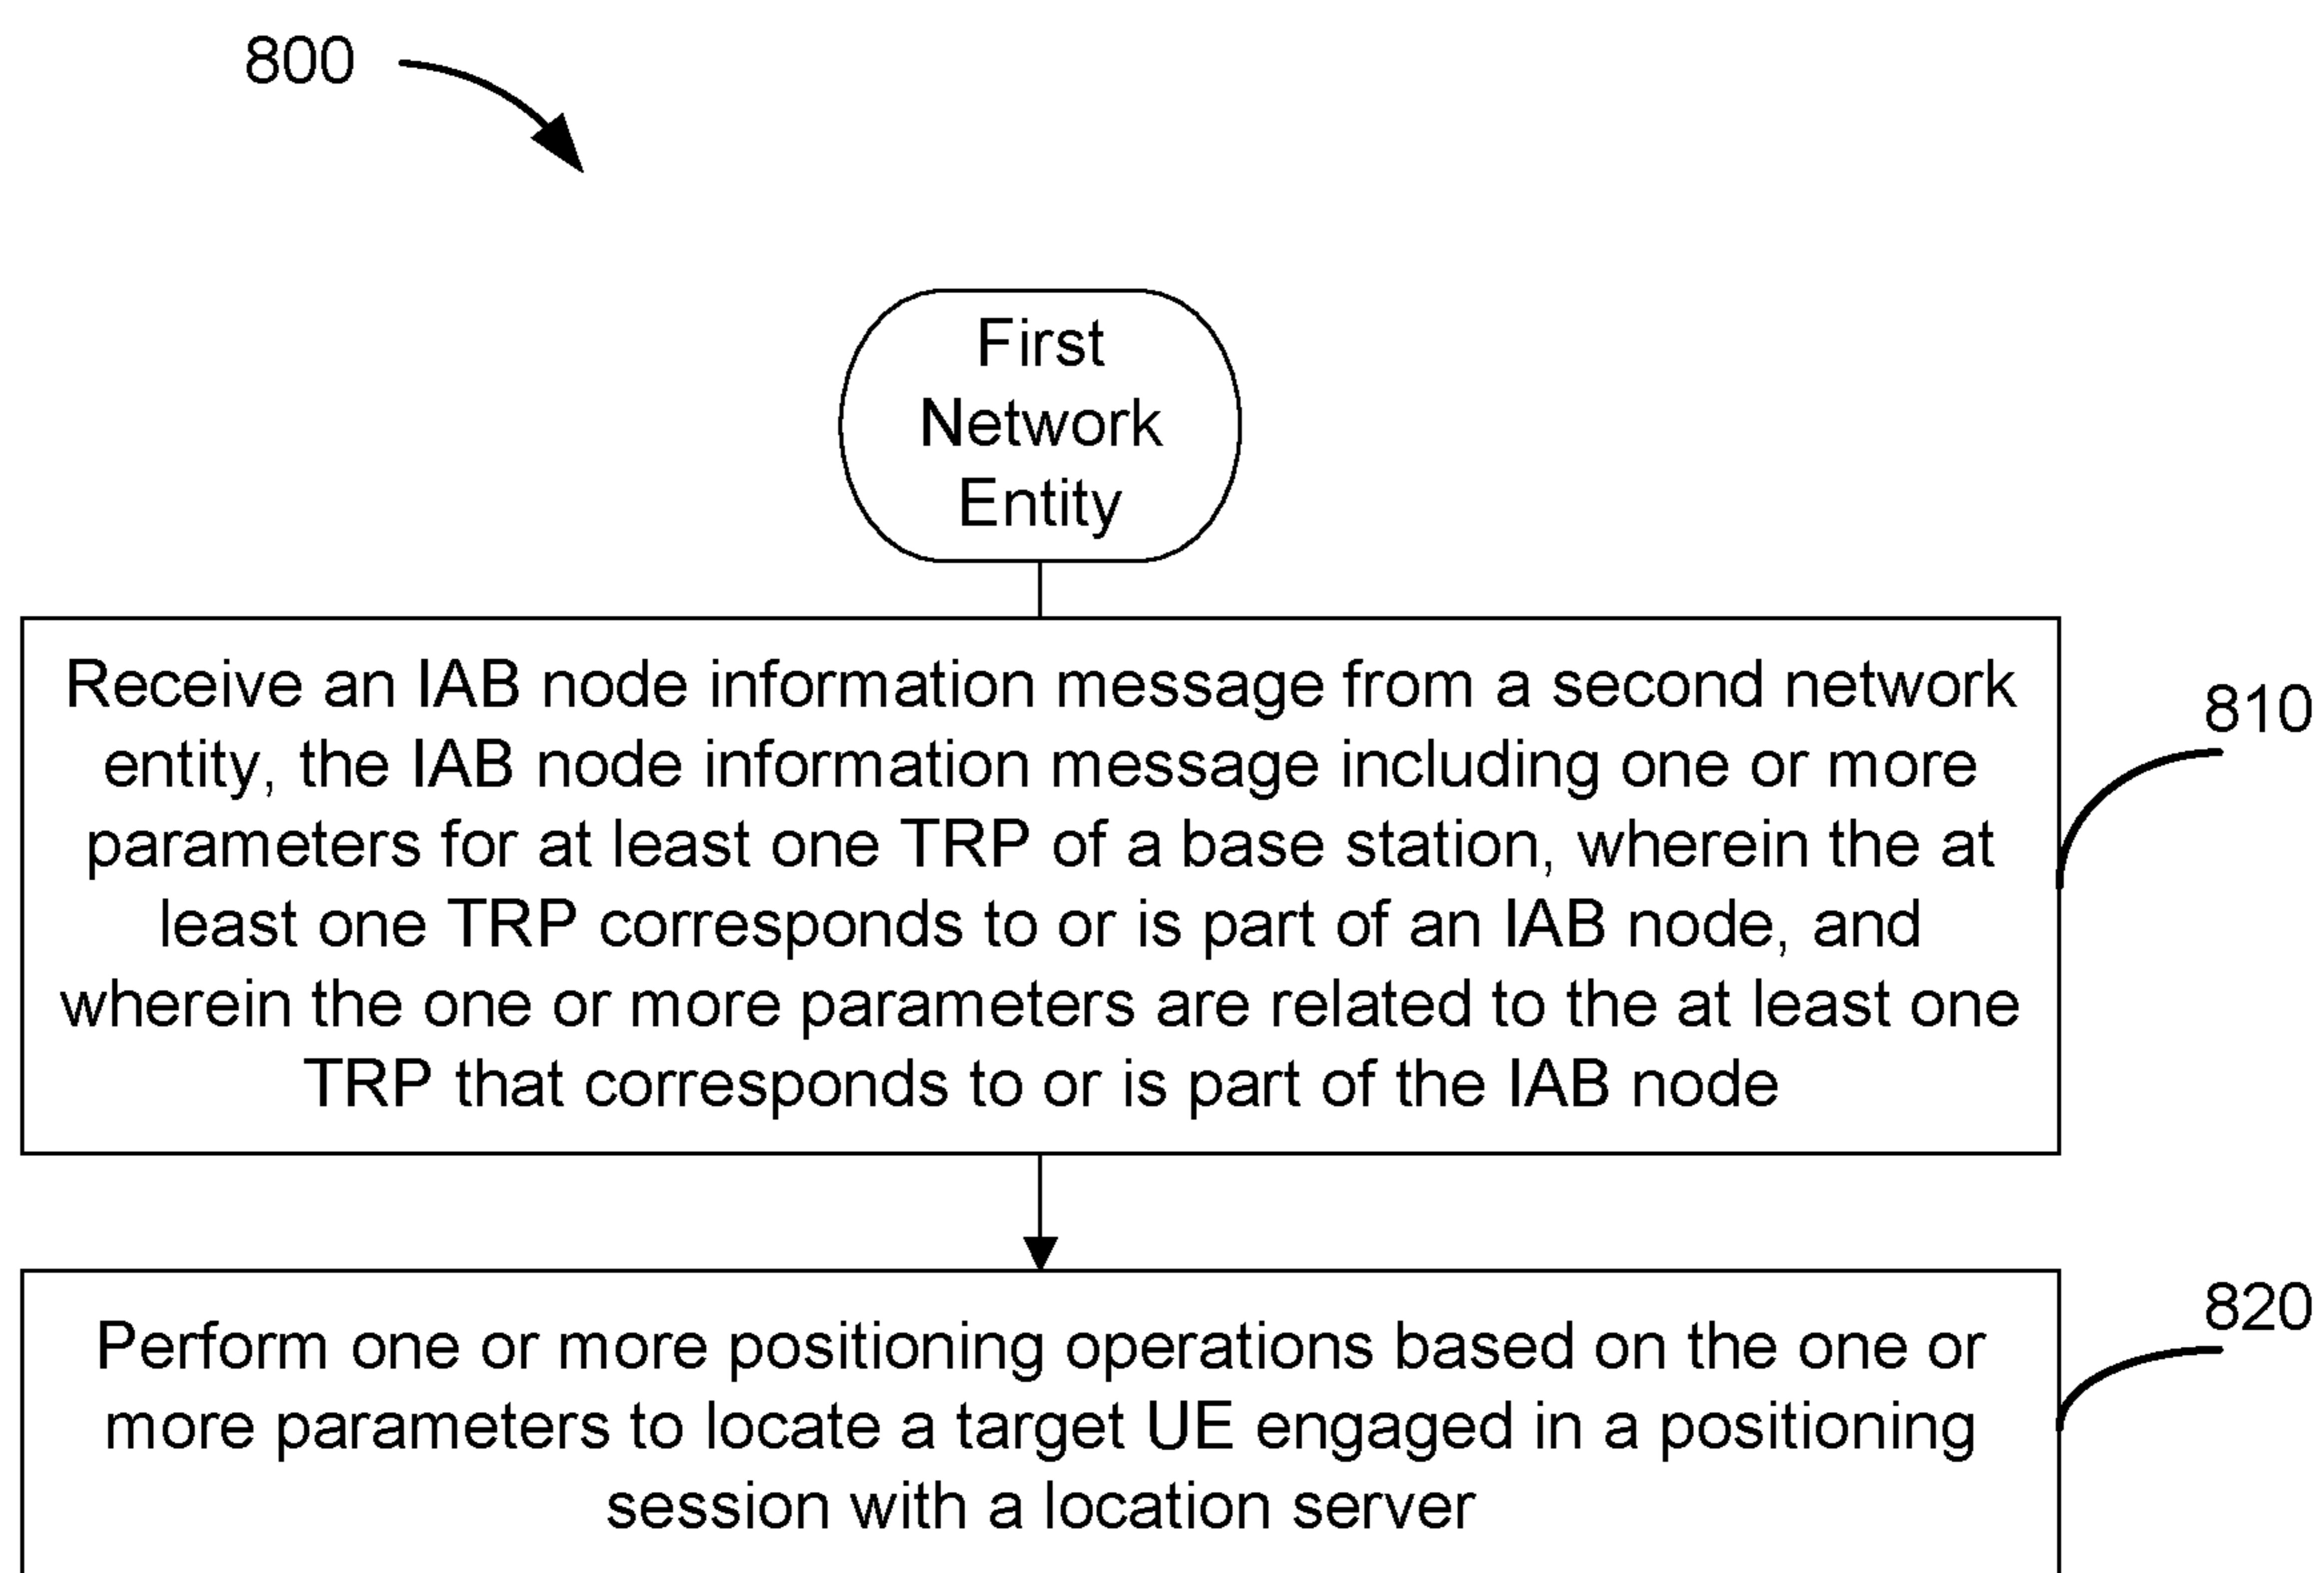 800
First
Network
Entity
Receive an IAB node information message from a second network
entity, the IAB node information message including one or more
parameters for at least one TRP of a base station, wherein the at
least one TRP corresponds to or is part of an IAB node, and
wherein the one or more parameters are related to the at least one
TRP that corresponds to or is part of the IAB node
810
Perform one or more positioning operations based on the one or
more parameters to locate a target UE engaged in a positioning
session with a location server
820